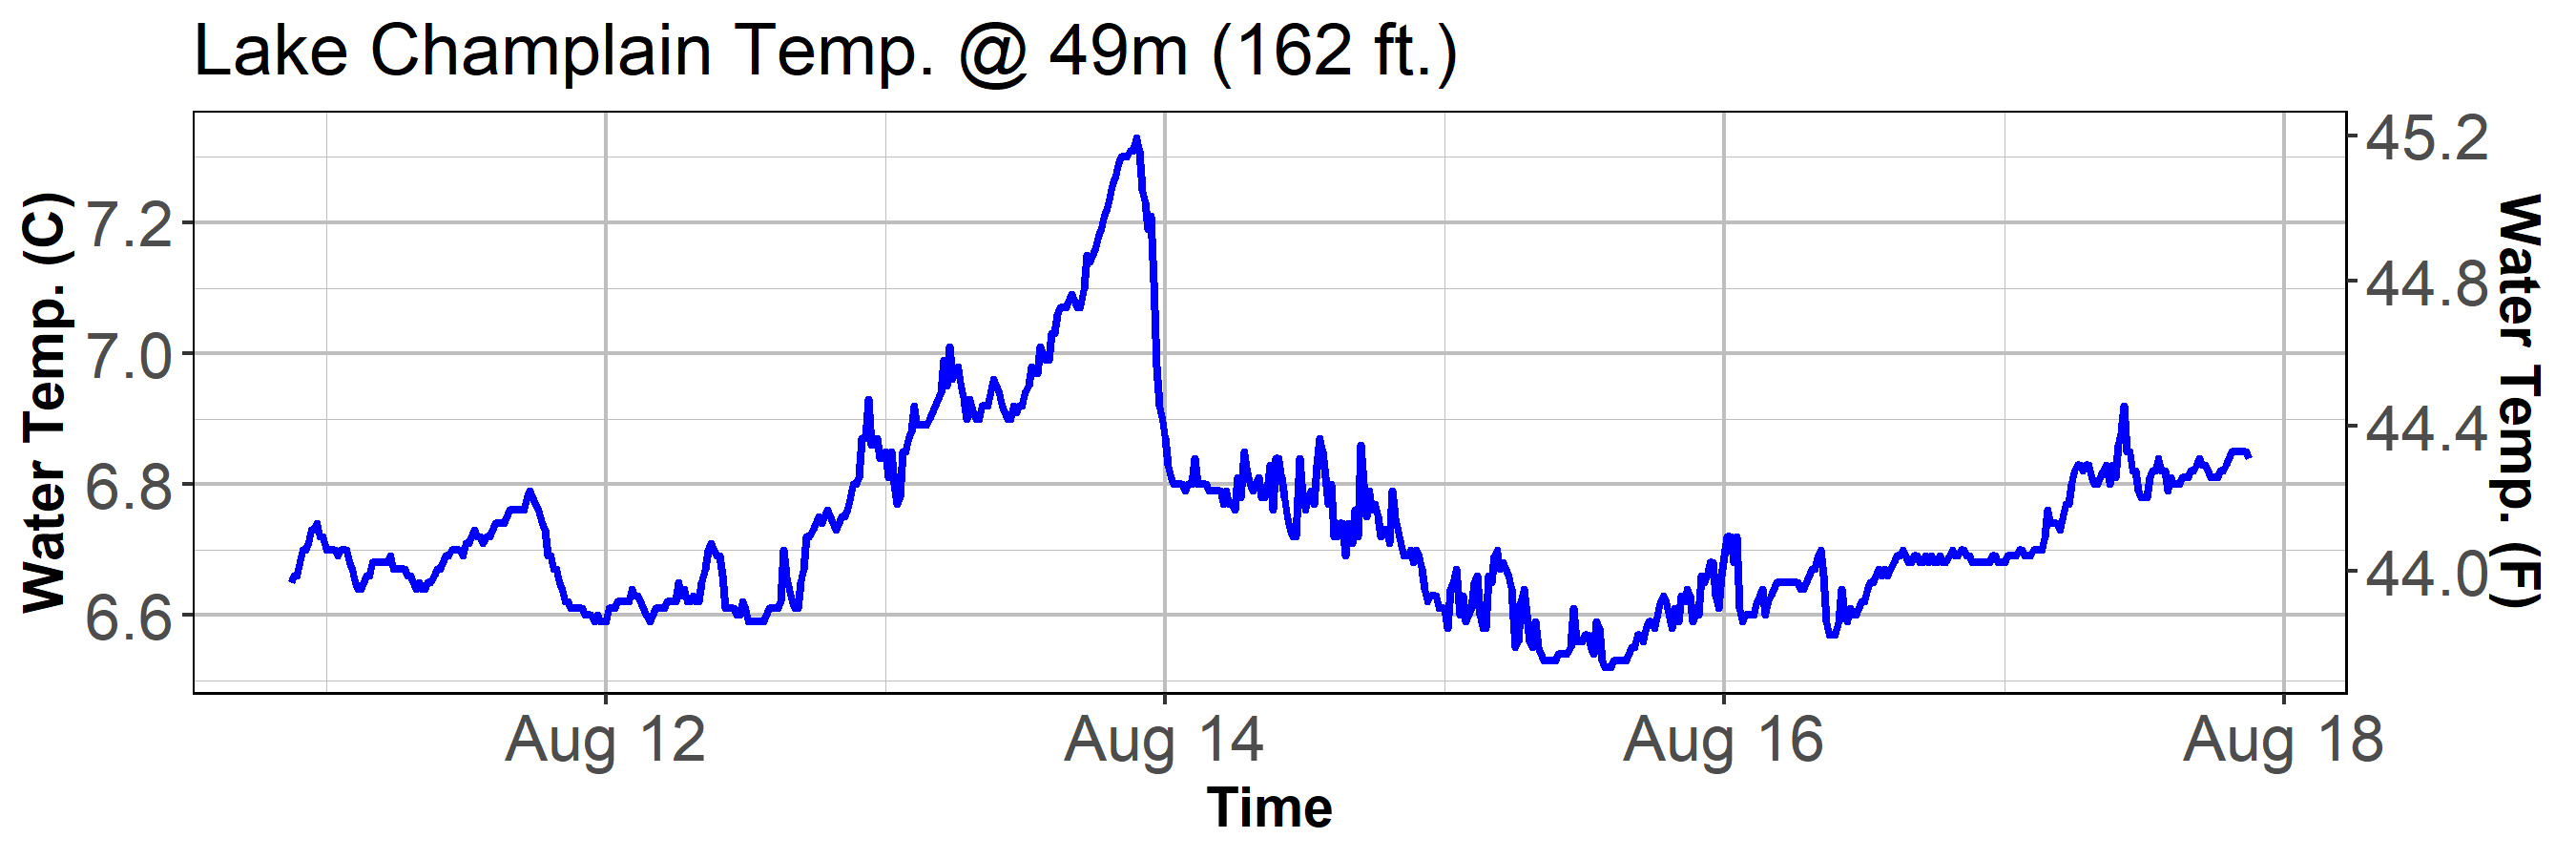 Lake Champlain Temp. @ 49m (162 ft.)
Water Temp. (C)
7.2
7.0
6.8
6.6
45.2
44.8
44.4
44.0
Water Temp. (F)
Aug 12
Aug 14
Aug 16
Aug 18
Time